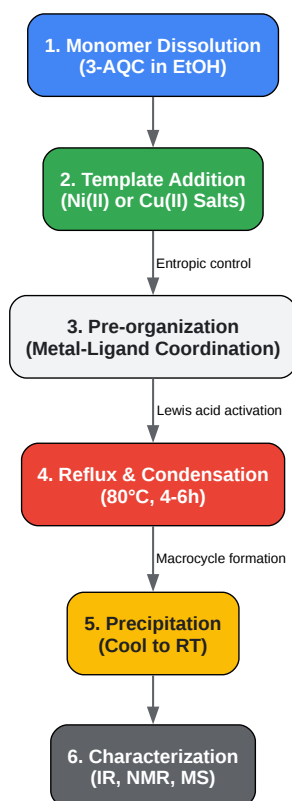 1. Monomer Dissolution
(3-AQC in EtOH)
2. Template Addition
(Ni(II) or Cu(II) Salts)
Entropic control
3. Pre-organization
(Metal-Ligand Coordination)
Lewis acid activation
4. Reflux & Condensation
(80°C, 4-6h)
Macrocycle formation
5. Precipitation
(Cool to RT)
6. Characterization
(IR, NMR, MS)